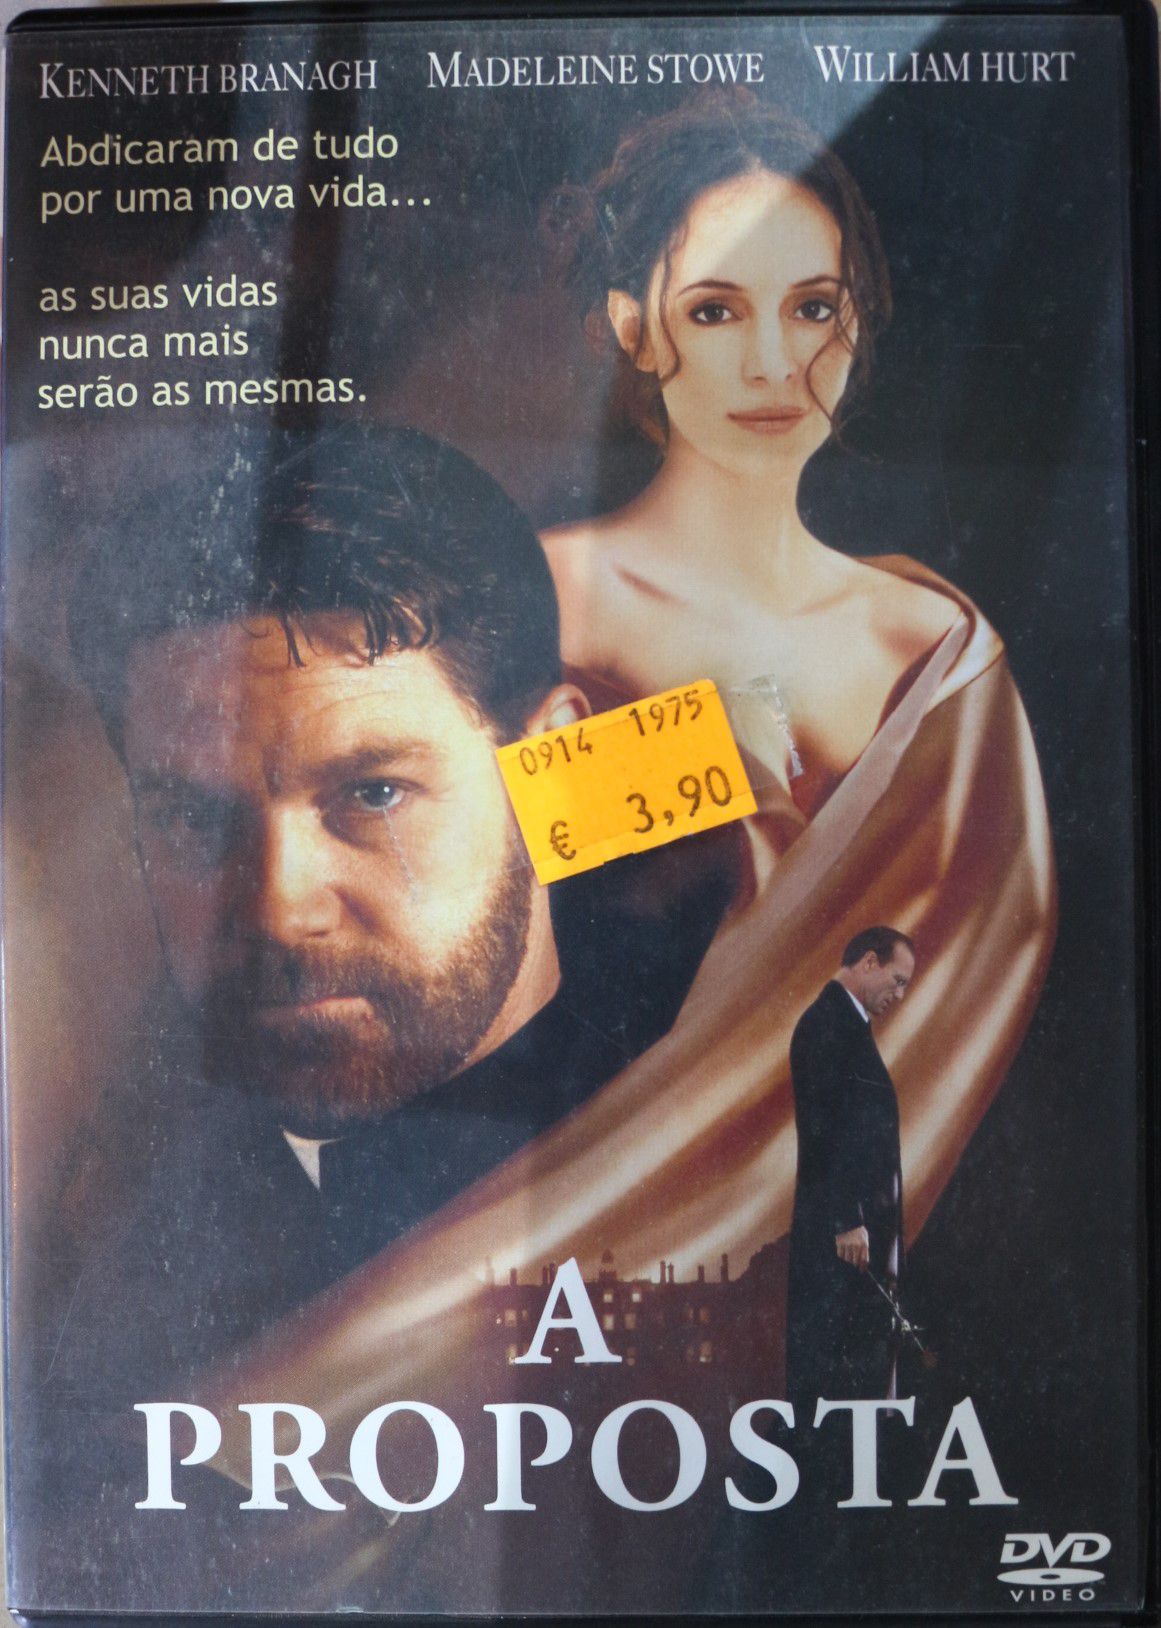 KENNETH BRANAGH MADELEINE STOWE WILLIAM HURT
Abdicaram de tudo
por uma nova vida...
as suas vidas
nunca mais
serão as mesmas.
0914 1975
€ 3,90
A
PROPOSTA
DVD
VIDEO